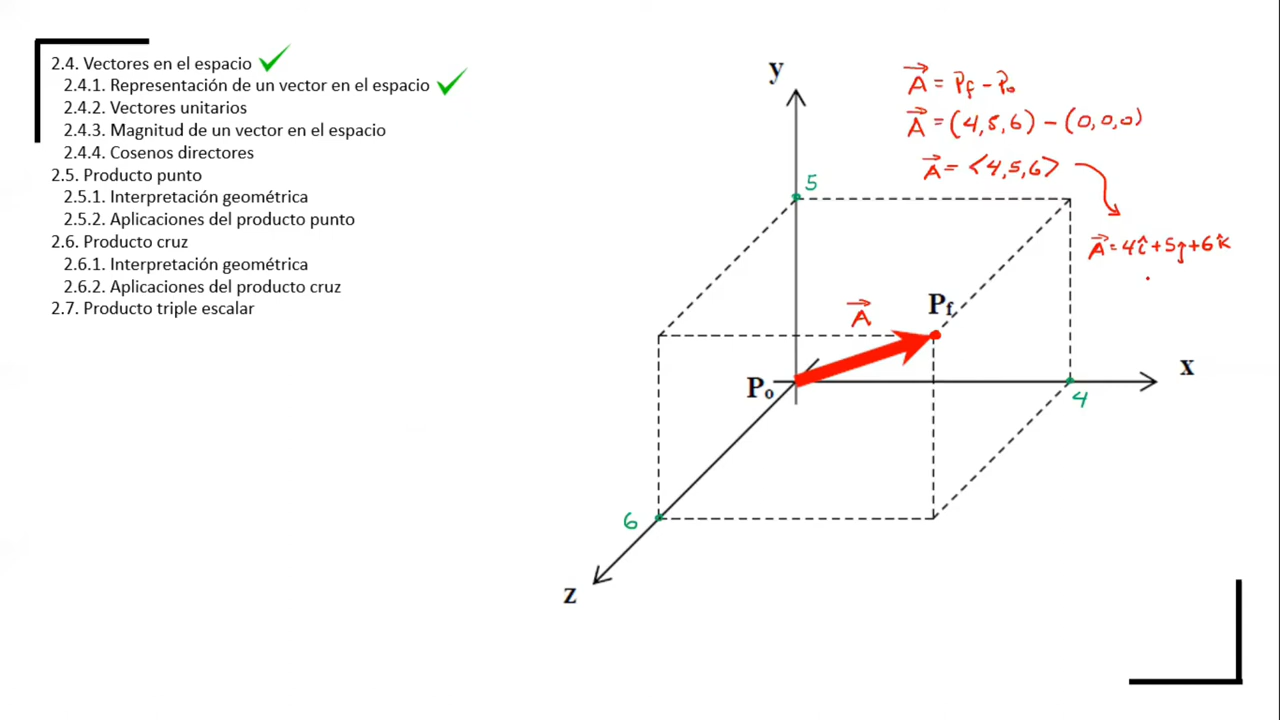 2.4. Vectores en el espacio
2.4.1. Representación de un vector en el espacio
2.4.2. Vectores unitarios
2.4.3. Magnitud de un vector en el espacio
2.4.4. Cosenos directores
2.5. Producto punto
2.5.1. Interpretación geométrica
2.5.2. Aplicaciones del producto punto
2.6. Producto cruz
2.6.1. Interpretación geométrica
2.6.2. Aplicaciones del producto cruz
2.7. Producto triple escalar
y
A⃗ = Pf - P₀
A⃗ = (4,5,6) - (0,0,0)
A⃗ = <4,5,6>
5
A⃗ = 4î + 5ĵ + 6k̂
A⃗
Pf
x
Po
4
6
z